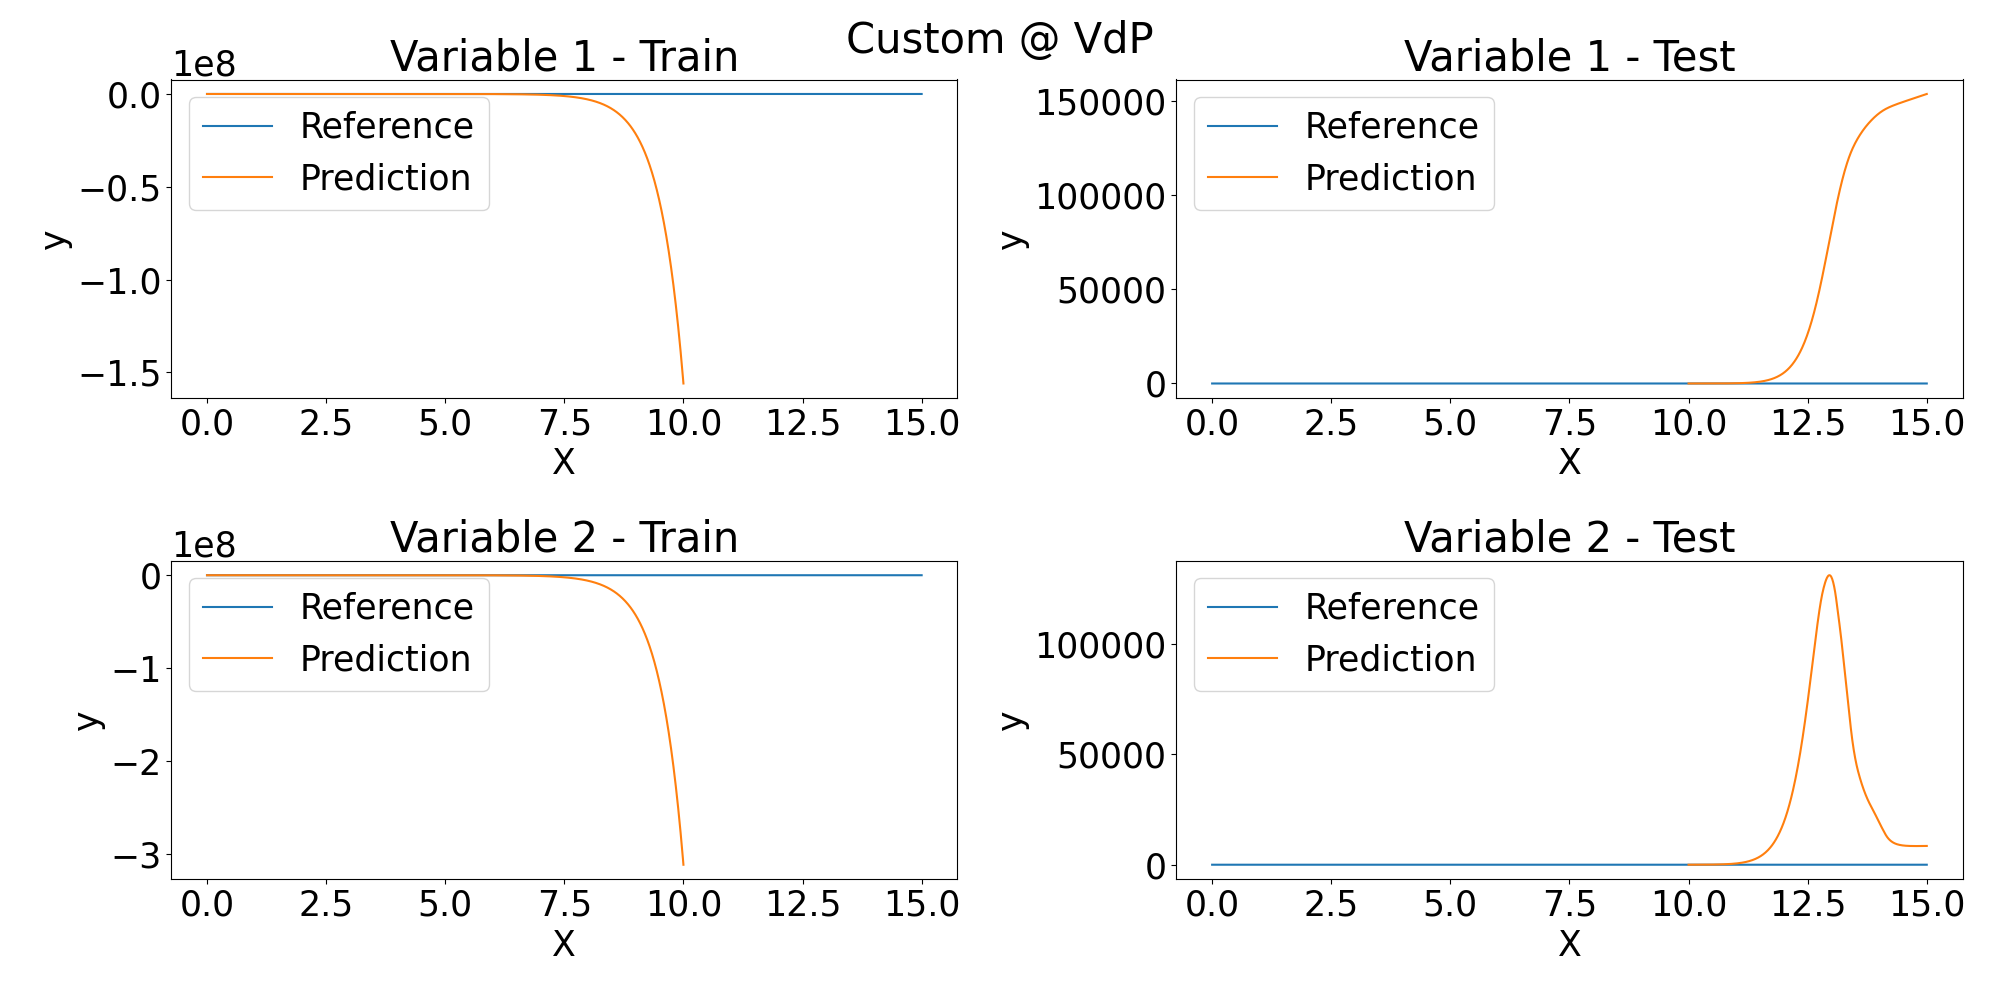 Custom @ VdP
Variable 1 - Train
1e8
0.0
−0.5
−1.0
−1.5
y
Reference
Prediction
0.0 2.5 5.0 7.5 10.0 12.5 15.0
X
Variable 1 - Test
150000
100000
50000
0
y
Reference
Prediction
0.0 2.5 5.0 7.5 10.0 12.5 15.0
X
Variable 2 - Train
1e8
0
−1
−2
−3
y
Reference
Prediction
0.0 2.5 5.0 7.5 10.0 12.5 15.0
X
Variable 2 - Test
100000
50000
0
y
Reference
Prediction
0.0 2.5 5.0 7.5 10.0 12.5 15.0
X